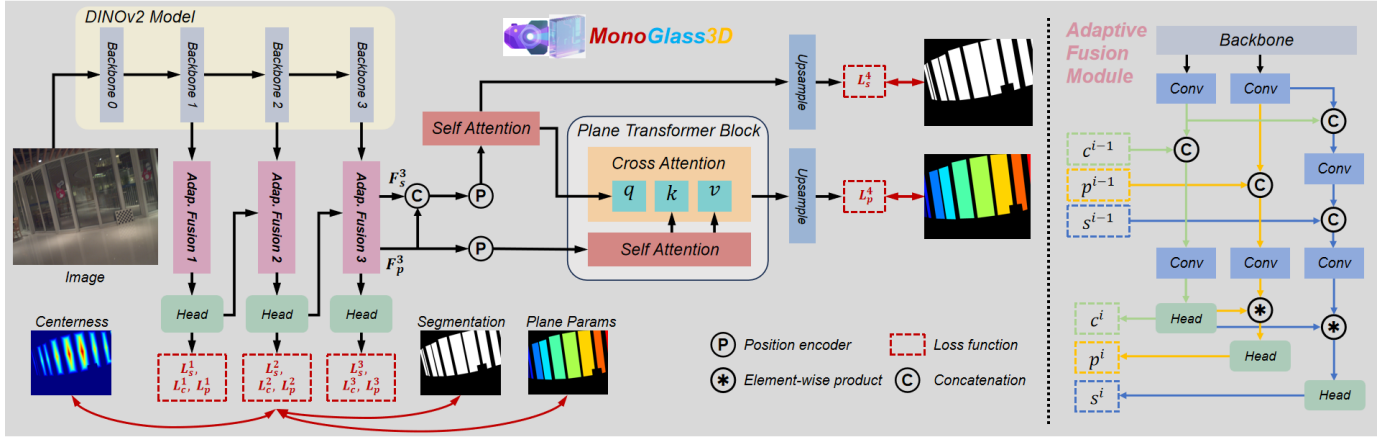 DINOv2 Model
Backbone 0
Backbone 1
Backbone 2
Backbone 3
MonoGlass3D
Image
Adap. Fusion 1
Adap. Fusion 2
Adap. Fusion 3
F_s^3
F_p^3
C
P
P
Self Attention
Plane Transformer Block
Cross Attention
q
k
v
Self Attention
Upsample
L_s^4
Upsample
L_p^4
Head
Head
Head
Centerness
L_s^1,
L_c^1, L_p^1
L_s^2,
L_c^2, L_p^2
L_s^3,
L_c^3, L_p^3
Segmentation
Plane Params
P Position encoder
Loss function
* Element-wise product
C Concatenation
Adaptive
Fusion
Module
Backbone
Conv
Conv
C
c^{i-1}
C
Conv
p^{i-1}
C
s^{i-1}
C
Conv
Conv
Conv
c^i
Head
*
*
p^i
Head
s^i
Head